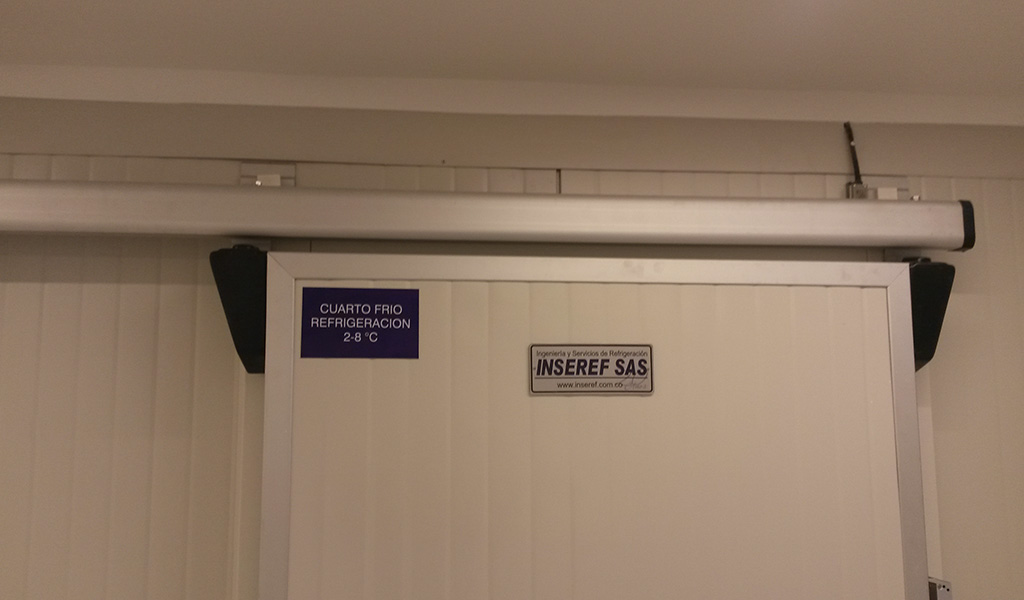 CUARTO FRIO
REFRIGERACION
2-8 °C
Ingeniería y Servicios de Refrigeración
INSEREF SAS
www.inseref.com.co